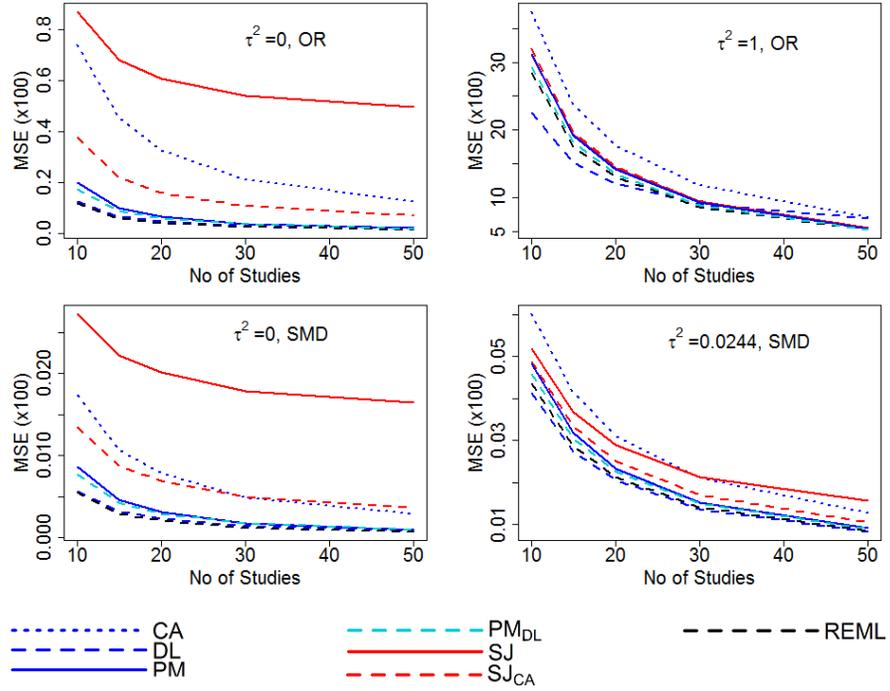 τ² =0, OR
MSE (x100)
0.0 0.2 0.4 0.6 0.8
10 20 30 40 50
No of Studies
τ² =1, OR
MSE (x100)
5 10 20 30
10 20 30 40 50
No of Studies
τ² =0, SMD
MSE (x100)
0.000 0.010 0.020
10 20 30 40 50
No of Studies
τ² =0.0244, SMD
MSE (x100)
0.01 0.03 0.05
10 20 30 40 50
No of Studies
CA
DL
PM
PM_DL
SJ
SJ_CA
REML